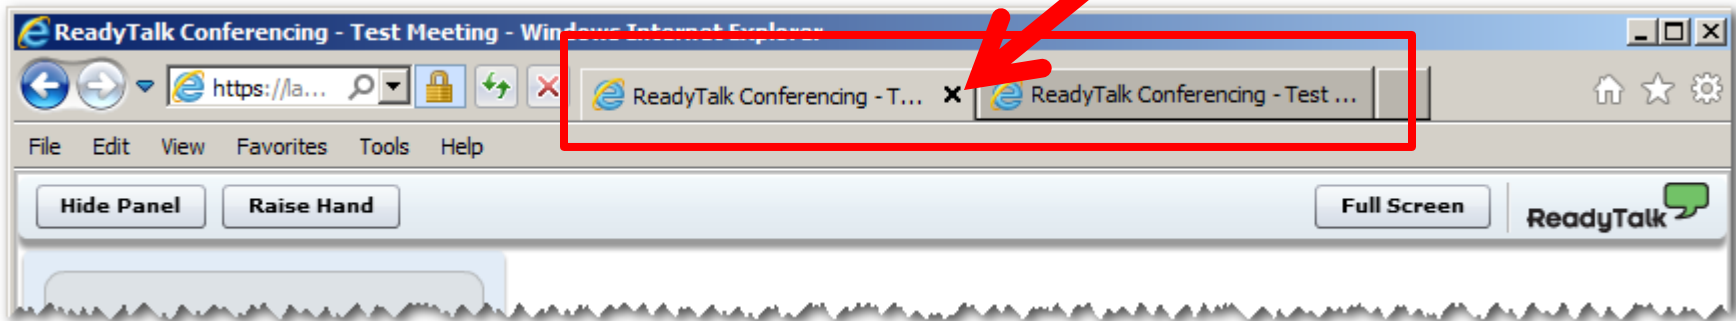 ReadyTalk Conferencing - Test Meeting - Windows Internet Explorer
https://la... ReadyTalk Conferencing - T... ReadyTalk Conferencing - Test ...
File Edit View Favorites Tools Help
Hide Panel Raise Hand Full Screen ReadyTalk